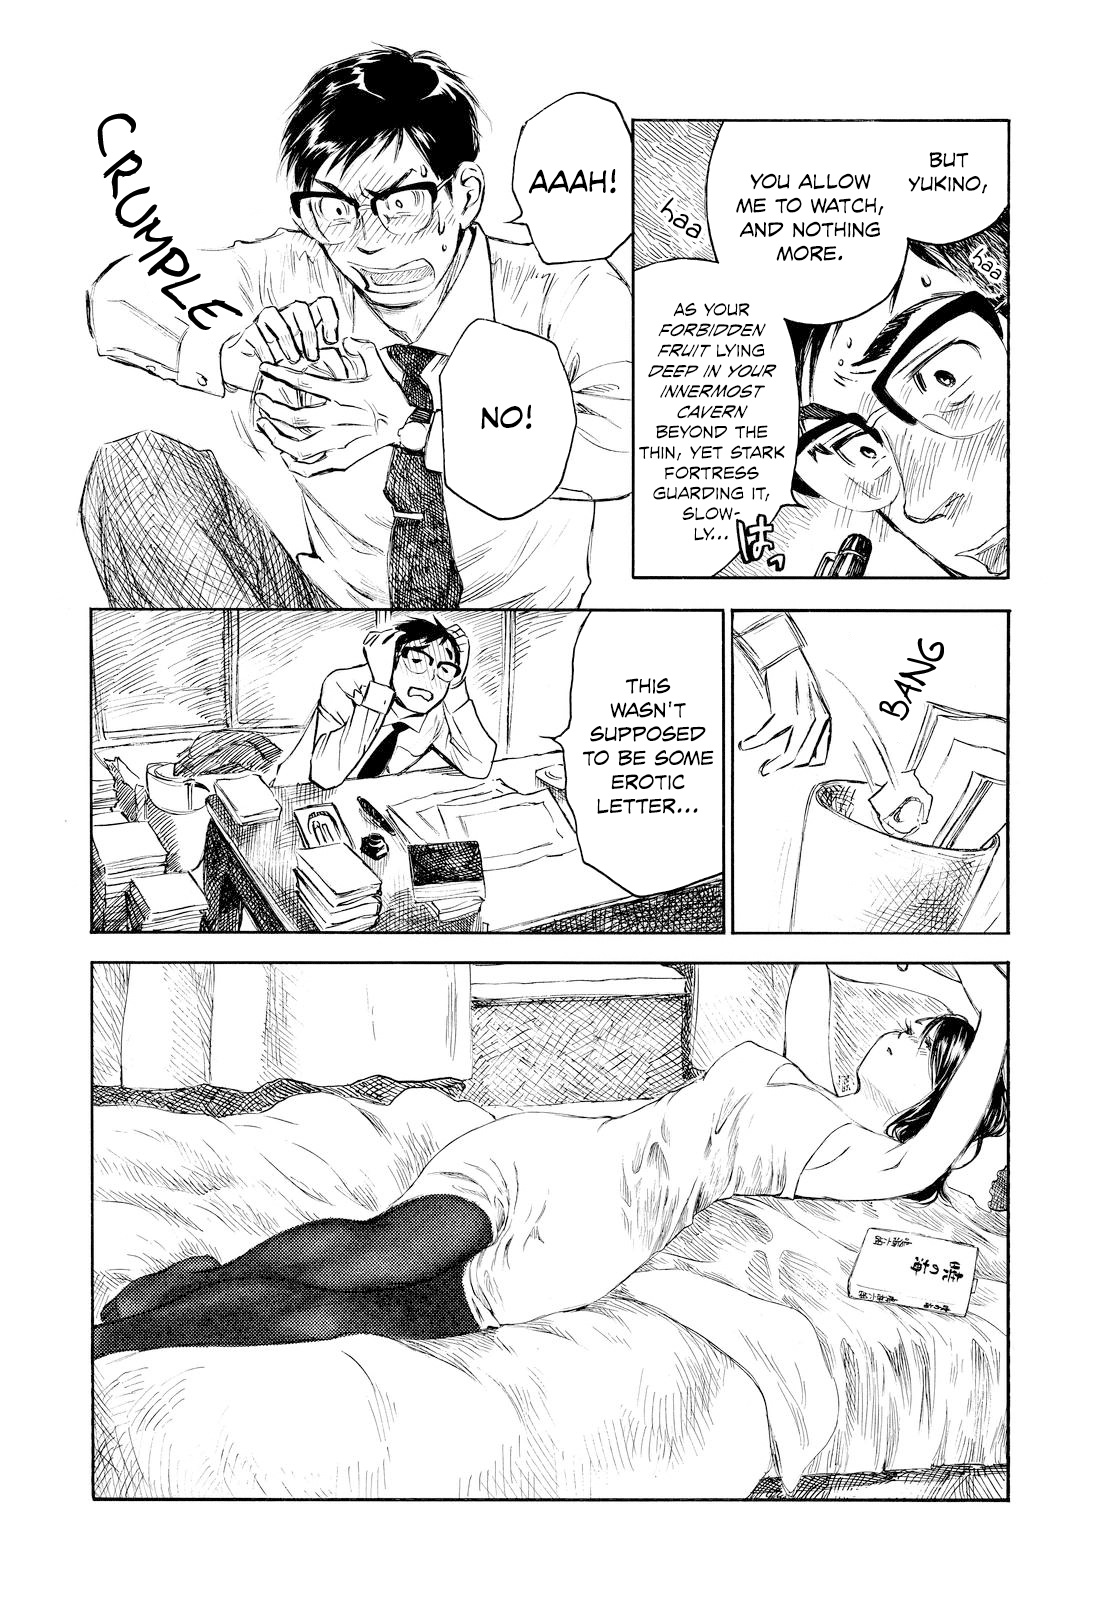 BUT
YUKINO,
YOU ALLOW
ME TO WATCH,
AND NOTHING
MORE.
haa
haa
AS YOUR
FORBIDDEN
FRUIT LYING
DEEP IN YOUR
INNERMOST
CAVERN
BEYOND THE
THIN, YET STARK
FORTRESS
GUARDING IT,
SLOW-
LY...
はっ
AAAH!
NO!
CRUMPLE
BANG
THIS
WASN'T
SUPPOSED
TO BE SOME
EROTIC
LETTER...